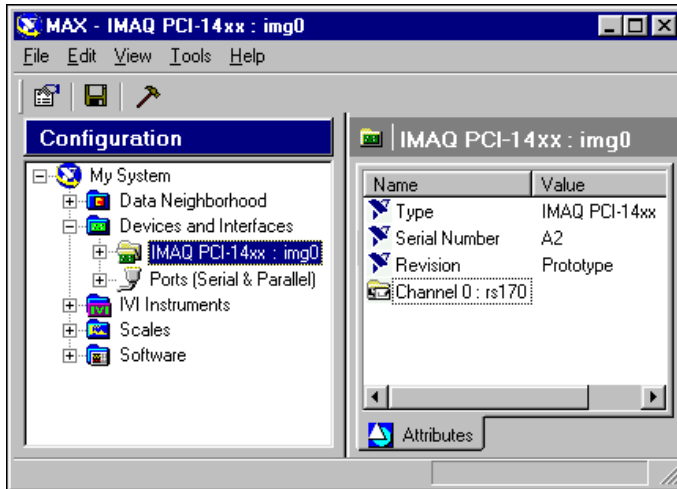 MAX - IMAQ PCI-14xx : img0
File Edit View Tools Help
Configuration
My System
Data Neighborhood
Devices and Interfaces
IMAQ PCI-14xx : img0
Ports (Serial & Parallel)
IVI Instruments
Scales
Software
IMAQ PCI-14xx : img0
Name Value
Type IMAQ PCI-14xx
Serial Number A2
Revision Prototype
Channel 0 : rs170
Attributes